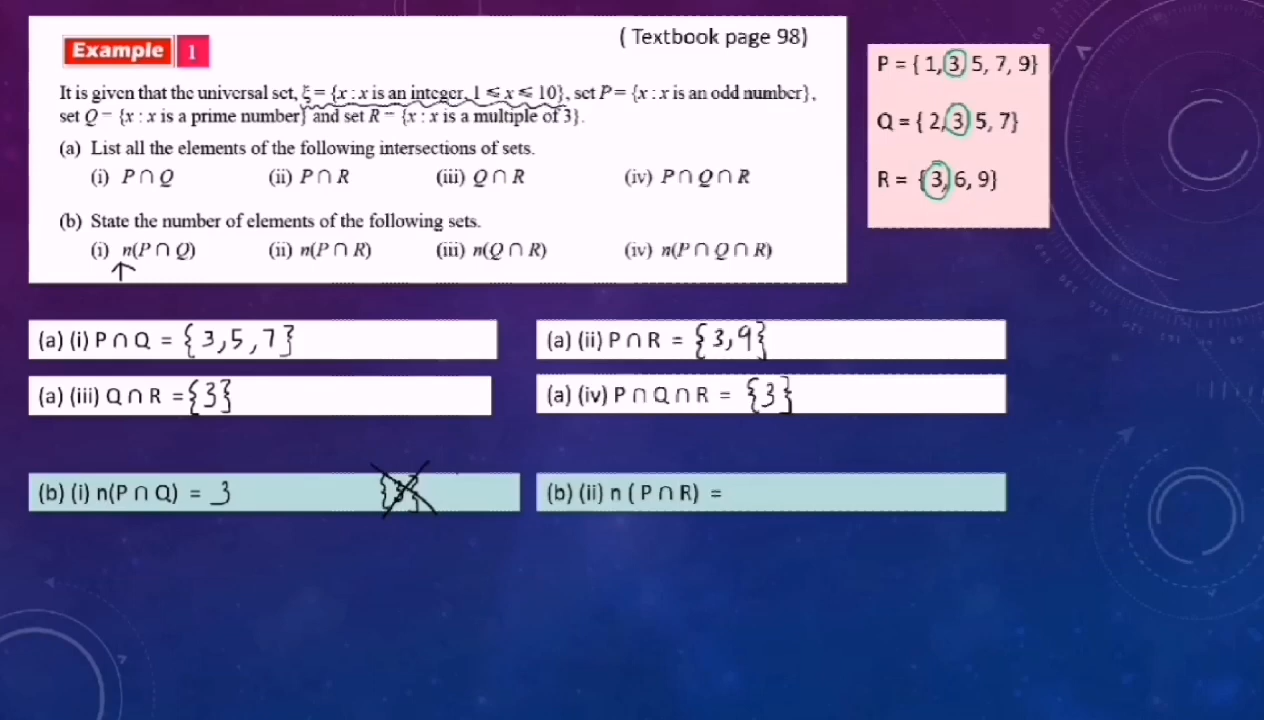 Example 1
( Textbook page 98)
It is given that the universal set, ξ = {x : x is an integer, 1 ≤ x ≤ 10}, set P = {x : x is an odd number},
set Q = {x : x is a prime number} and set R = {x : x is a multiple of 3}.
(a) List all the elements of the following intersections of sets.
(i) P ∩ Q (ii) P ∩ R (iii) Q ∩ R (iv) P ∩ Q ∩ R
(b) State the number of elements of the following sets.
(i) n(P ∩ Q) (ii) n(P ∩ R) (iii) n(Q ∩ R) (iv) n(P ∩ Q ∩ R)
P = { 1, 3, 5, 7, 9}
Q = { 2, 3, 5, 7}
R = {3, 6, 9}
(a) (i) P ∩ Q = {3,5,7}
(a) (ii) P ∩ R = {3,9}
(a) (iii) Q ∩ R = {3}
(a) (iv) P ∩ Q ∩ R = {3}
(b) (i) n(P ∩ Q) = 3 {3}
(b) (ii) n ( P ∩ R) =